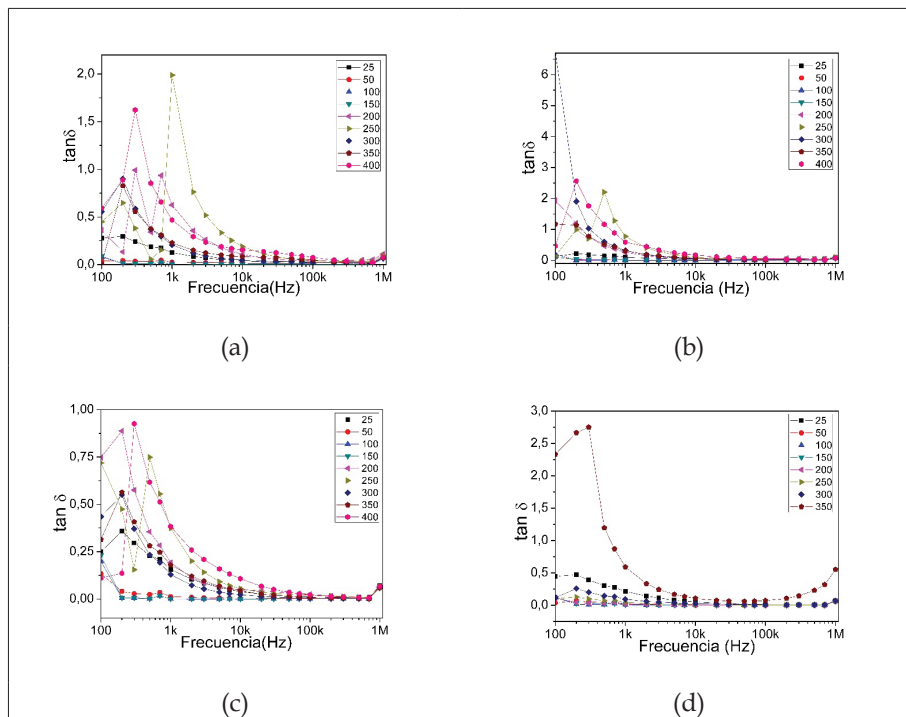 tanδ
2,0
1,5
1,0
0,5
0,0
100
1k
10k
100k
1M
Frecuencia(Hz)
25
50
100
150
200
250
300
350
400
(a)
tanδ
6
5
4
3
2
1
0
100
1k
10k
100k
1M
Frecuencia (Hz)
25
50
100
150
200
250
300
350
400
(b)
tan δ
1,00
0,75
0,50
0,25
0,00
100
1k
10k
100k
1M
Frecuencia(Hz)
25
50
100
150
200
250
300
350
400
(c)
tan δ
3,0
2,5
2,0
1,5
1,0
0,5
0,0
100
1k
10k
100k
1M
Frecuencia (Hz)
25
50
100
150
200
250
300
350
(d)